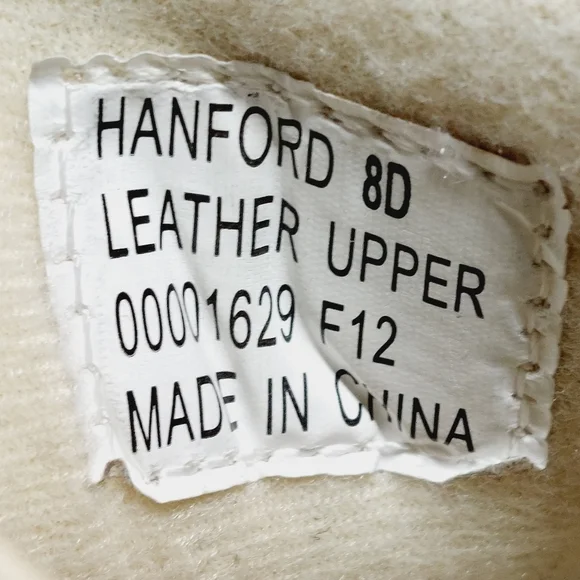 HANFORD 8D
LEATHER UPPER
00001629 F12
MADE IN CHINA